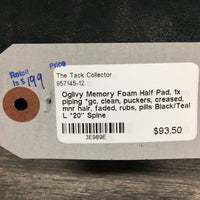 Retail
is $199
Price
The Tack Collector
957145-12
Ogilvy Memory Foam Half Pad, 1x
piping *go, clean, puckers, creased,
mnr hair, faded, rubs, pills Black/Teal
L *20" Spine
$93.50
3E989E